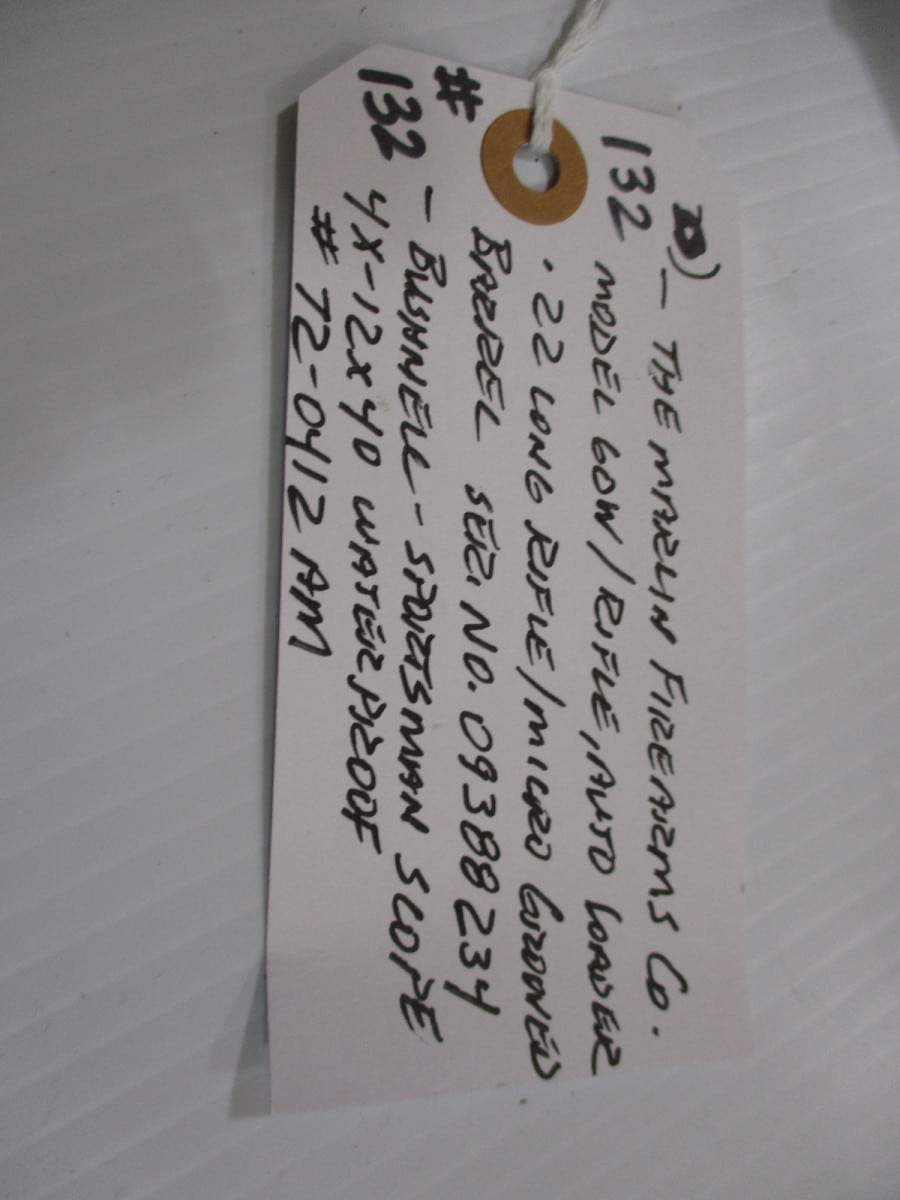 D) - THE MARLIN FIREARMS CO.
132 MODEL 60W/RIFLE, AUTO LOADER
.22 LONG RIFLE/MICRO GROOVED
BARREL SER. NO. 09388234
# 132 - BUSHNELL - SPORTSMAN SCOPE
4X-12X40 WATERPROOF
# 72-0412 AM